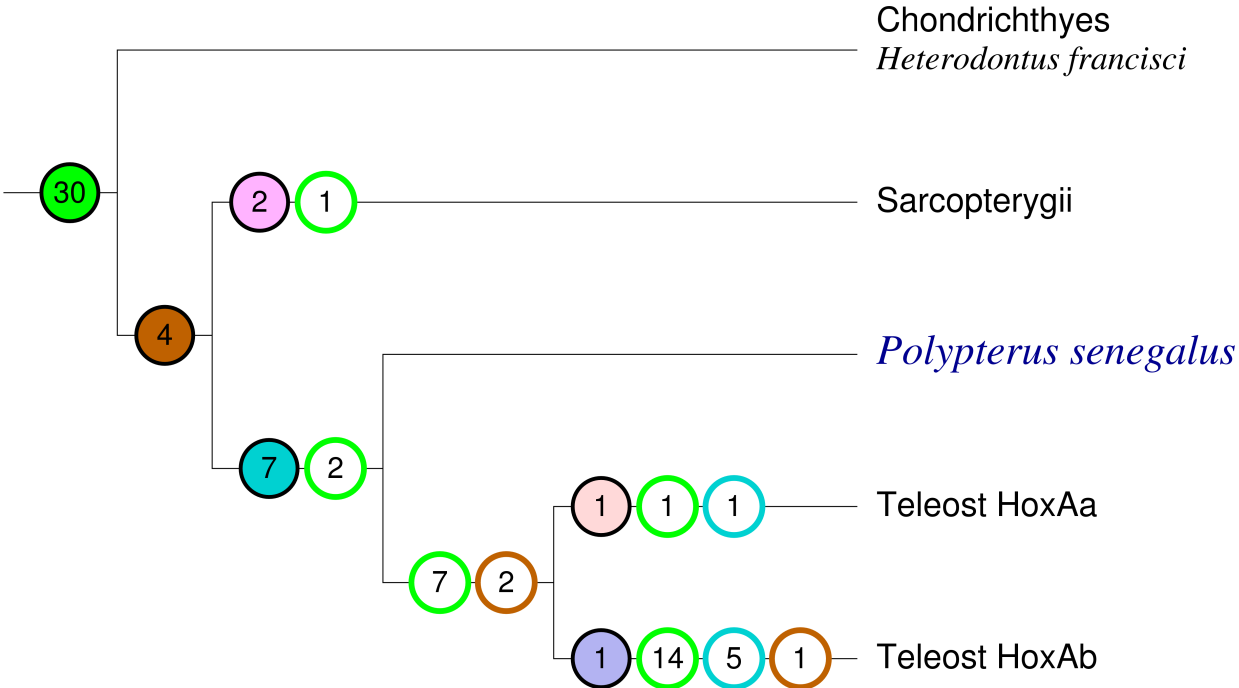 Chondrichthyes
Heterodontus francisci
30
2 1
Sarcopterygii
4
Polypterus senegalus
7 2
1 1 1
Teleost HoxAa
7 2
1 14 5 1
Teleost HoxAb